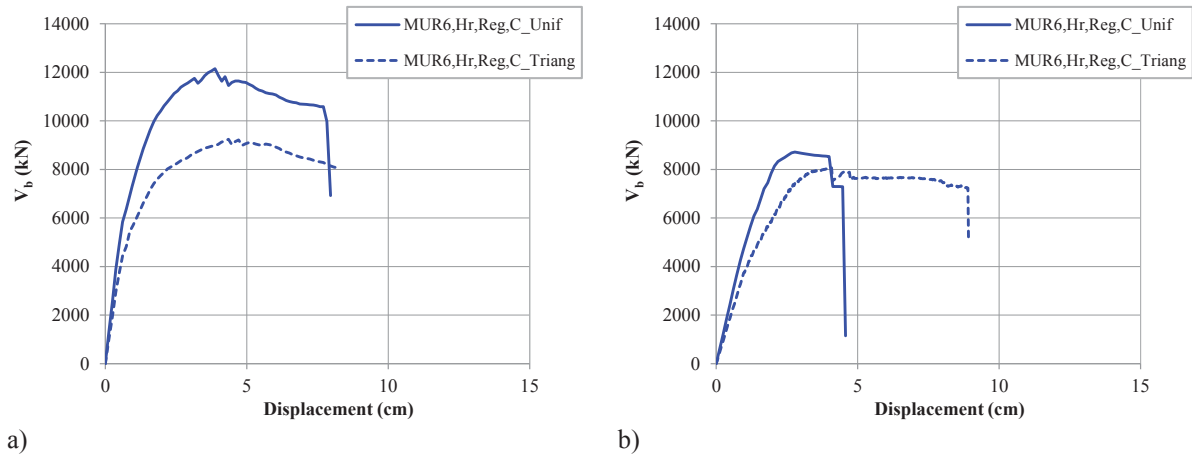 MUR6,Hr,Reg,C_Unif
MUR6,Hr,Reg,C_Triang
14000
12000
10000
8000
6000
4000
2000
0
V_b (kN)
0 5 10 15
Displacement (cm)
a)
MUR6,Hr,Reg,C_Unif
MUR6,Hr,Reg,C_Triang
14000
12000
10000
8000
6000
4000
2000
0
V_b (kN)
0 5 10 15
Displacement (cm)
b)